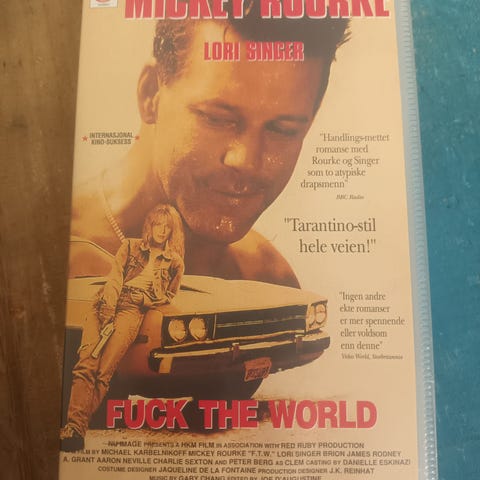 MICKEY ROURKE
LORI SINGER
INTERNASJONAL
KINO-SUKSESS
"Handlings-mettet
romanse med
Rourke og Singer
som to atypiske
drapsmenn"
BBC Radio
"Tarantino-stil
hele veien!"
"Ingen andre
ekte romanser
er mer spennende
eller voldsom
enn denne"
Video World, Storbritannia
FUCK THE WORLD
NU IMAGE PRESENTS A HKM FILM IN ASSOCIATION WITH RED RUBY PRODUCTION
FILM BY MICHAEL KARBELNIKOFF MICKEY ROURKE "F.T.W." LORI SINGER BRION JAMES RODNEY
A. GRANT AARON NEVILLE CHARLIE SEXTON AND PETER BERG AS CLEM CASTING BY DANIELLE ESKINAZI
COSTUME DESIGNER JAQUELINE DE LA FONTAINE PRODUCTION DESIGNER J.K. REINHAT
MUSIC BY GARY CHANG EDITED BY JOE D'AUGUSTINE